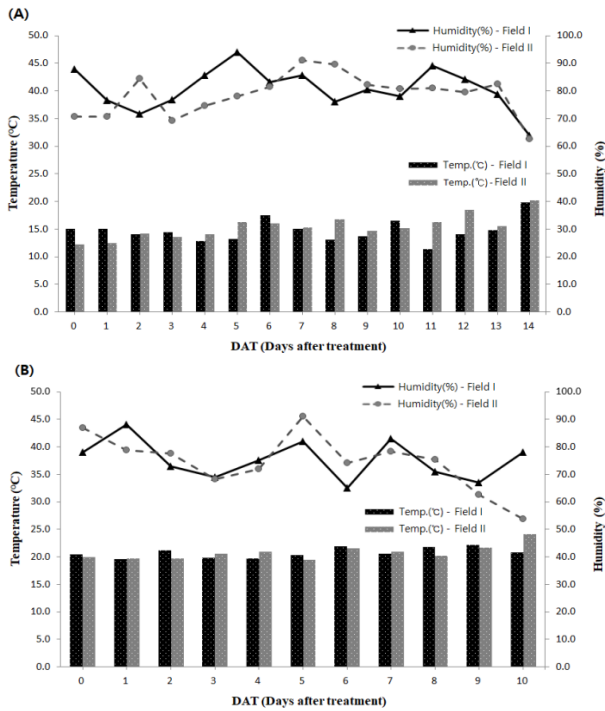 (A)
50.0
45.0
40.0
35.0
30.0
25.0
20.0
15.0
10.0
5.0
0.0
Temperature (℃)
Humidity(%) - Field I
Humidity(%) - Field II
Temp.(℃) - Field I
Temp.(℃) - Field II
100.0
90.0
80.0
70.0
60.0
50.0
40.0
30.0
20.0
10.0
0.0
Humidity (%)
0 1 2 3 4 5 6 7 8 9 10 11 12 13 14
DAT (Days after treatment)
(B)
50.0
45.0
40.0
35.0
30.0
25.0
20.0
15.0
10.0
5.0
0.0
Temperature (℃)
Humidity(%) - Field I
Humidity(%) - Field II
Temp.(℃) - Field I
Temp.(℃) - Field II
100.0
90.0
80.0
70.0
60.0
50.0
40.0
30.0
20.0
10.0
0.0
Humidity (%)
0 1 2 3 4 5 6 7 8 9 10
DAT (Days after treatment)